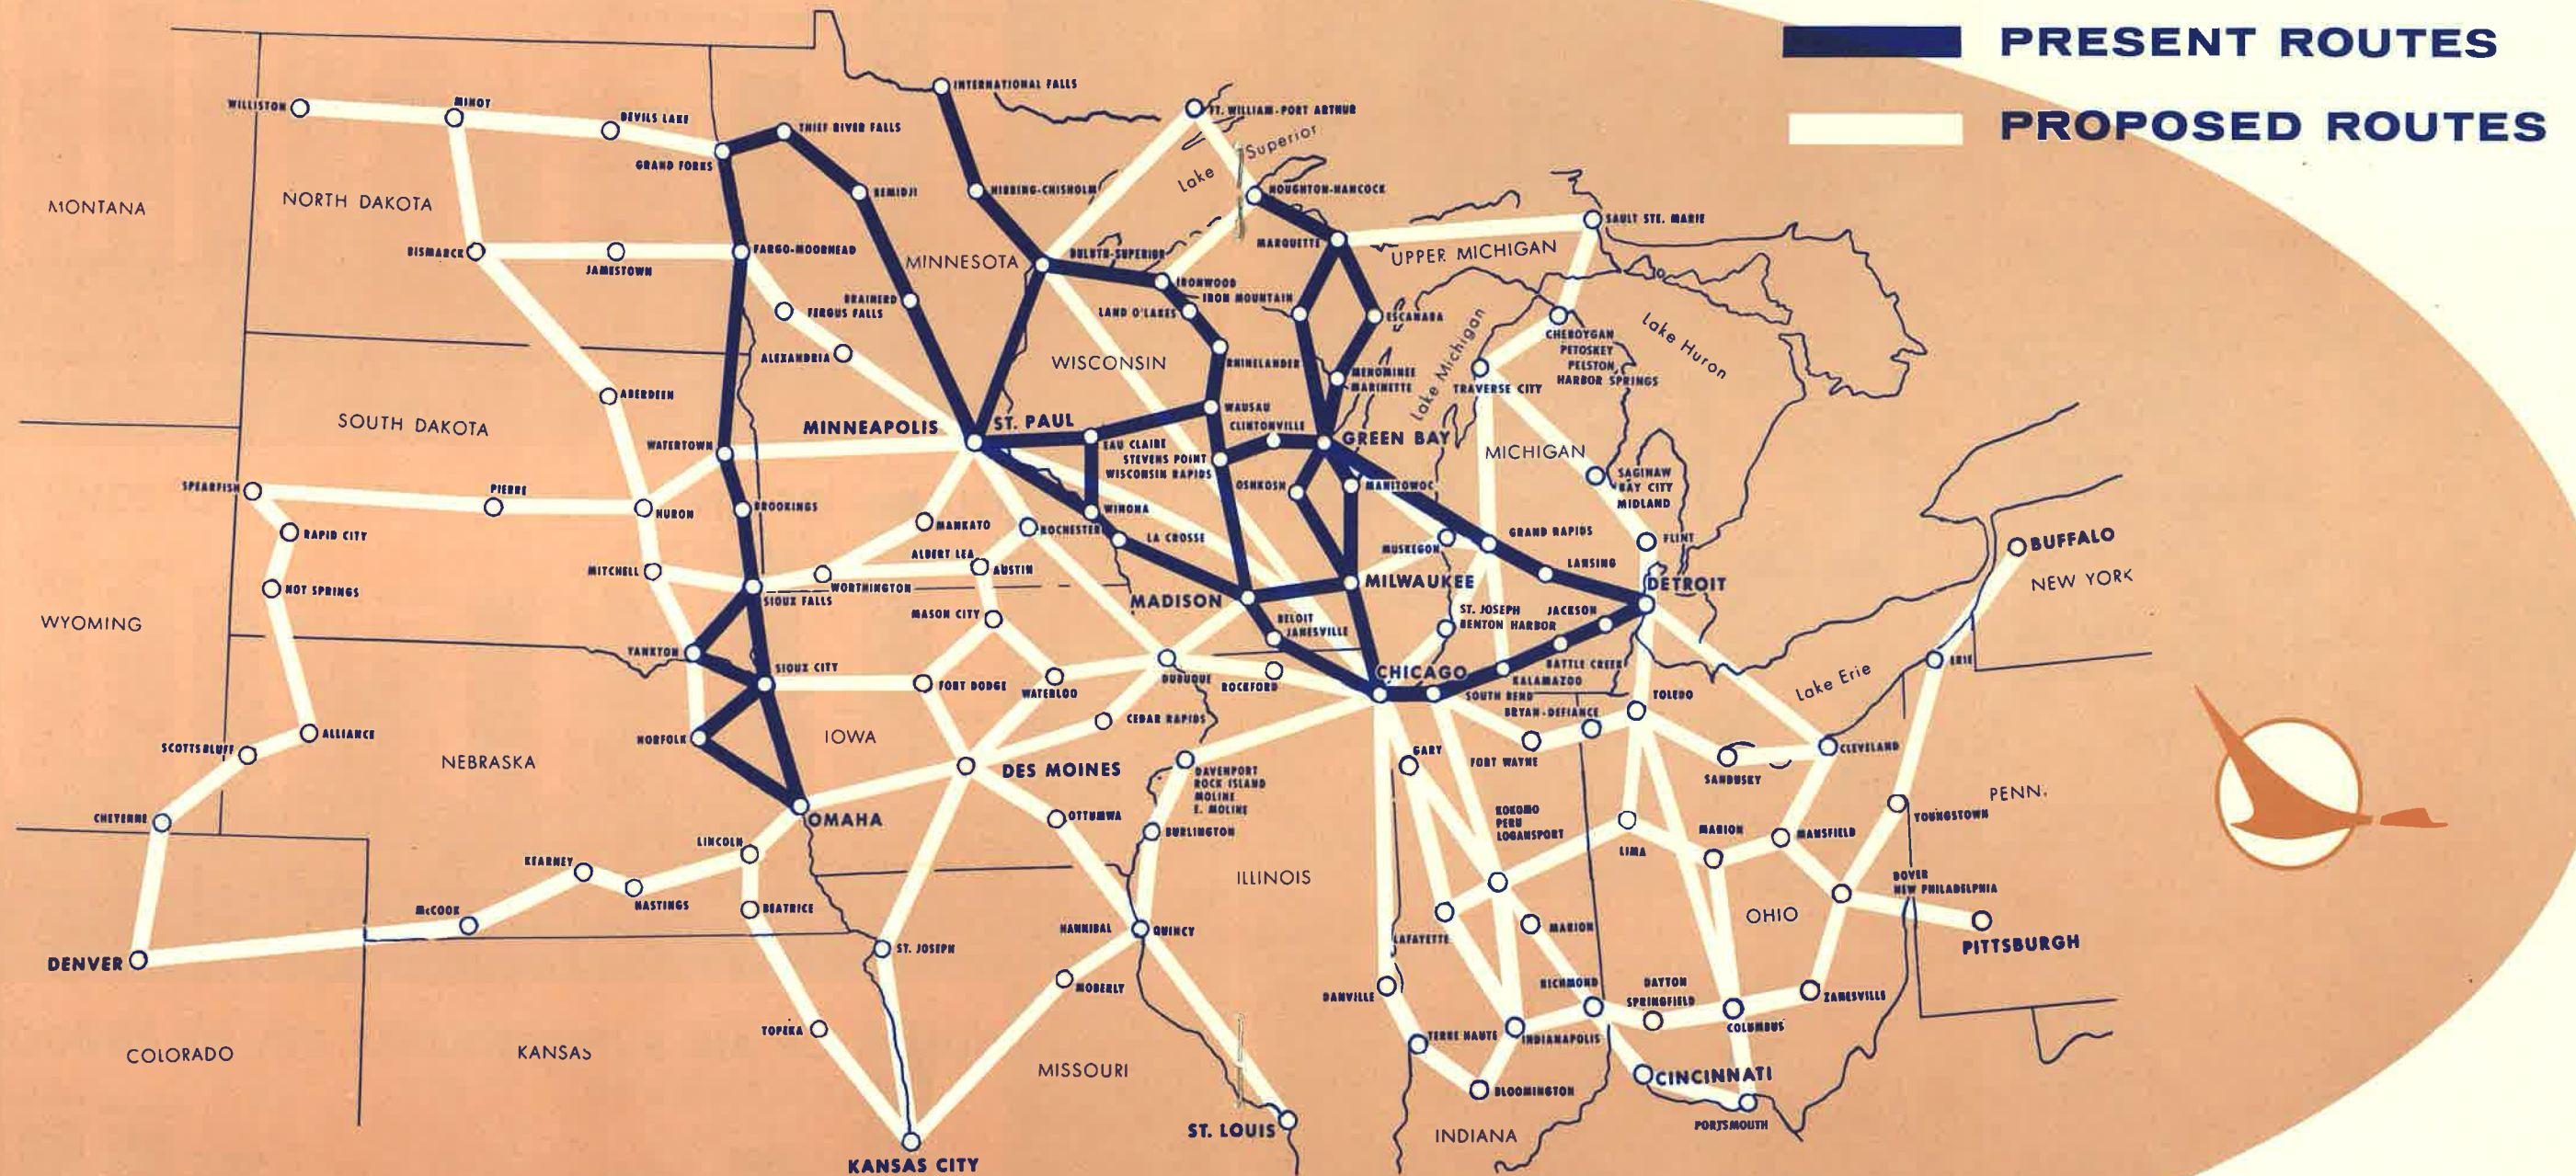 PRESENT ROUTES
PROPOSED ROUTES
INTERNATIONAL FALLS
WILLISTON
MINOT
DEVILS LAKE
THIEF RIVER FALLS
FT. WILLIAM-PORT ARTHUR
GRAND FORKS
Lake Superior
BEMIDJI
HIBBING-CHISHOLM
HOUGHTON-HANCOCK
MONTANA
NORTH DAKOTA
SAULT STE. MARIE
BISMARCK
JAMESTOWN
FARGO-MOORHEAD
MINNESOTA
DULUTH-SUPERIOR
MARQUETTE
UPPER MICHIGAN
IRONWOOD
IRON MOUNTAIN
BRAINERD
FERGUS FALLS
LAND O'LAKES
ESCANABA
CHEBOYGAN
PETOSKEY
PELSTON
HARBOR SPRINGS
Lake Huron
Lake Michigan
ALEXANDRIA
WISCONSIN
RHINELANDER
MENOMINEE
MARINETTE
TRAVERSE CITY
ABERDEEN
SOUTH DAKOTA
MINNEAPOLIS
ST. PAUL
WAUSAU
CLINTONVILLE
GREEN BAY
WATERTOWN
EAU CLAIRE
STEVENS POINT
WISCONSIN RAPIDS
MICHIGAN
SAGINAW
BAY CITY
MIDLAND
SPEARFISH
PIERRE
HURON
BROOKINGS
OSHKOSH
MANITOWOC
WINONA
RAPID CITY
MANKATO
ROCHESTER
LA CROSSE
GRAND RAPIDS
MUSKEGON
FLINT
BUFFALO
NEW YORK
ALBERT LEA
AUSTIN
LANSING
MITCHELL
HOT SPRINGS
SIOUX FALLS
WORTHINGTON
MADISON
MILWAUKEE
DETROIT
WYOMING
MASON CITY
BELOIT
JANESVILLE
ST. JOSEPH
BENTON HARBOR
JACKSON
YANKTON
SIOUX CITY
FORT DODGE
WATERLOO
DUBUQUE
ROCKFORD
CHICAGO
BATTLE CREEK
KALAMAZOO
SOUTH BEND
BRYAN-DEFIANCE
TOLEDO
Lake Erie
ERIE
CEDAR RAPIDS
ALLIANCE
SCOTTSBLUFF
NORFOLK
IOWA
NEBRASKA
DES MOINES
DAVENPORT
ROCK ISLAND
MOLINE
E. MOLINE
GARY
FORT WAYNE
SANDUSKY
CLEVELAND
CHEYENNE
OMAHA
OTTUMWA
BURLINGTON
KOKOMO
PERU
LOGANSPORT
LIMA
MARION
MANSFIELD
YOUNGSTOWN
PENN.
LINCOLN
KEARNEY
HASTINGS
McCOOK
BEATRICE
ILLINOIS
DOVER
NEW PHILADELPHIA
OHIO
PITTSBURGH
DENVER
ST. JOSEPH
HANNIBAL
QUINCY
LAFAYETTE
MARION
MOBERLY
DANVILLE
RICHMOND
DAYTON
SPRINGFIELD
ZANESVILLE
COLUMBUS
TOPEKA
COLORADO
KANSAS
MISSOURI
TERRE HAUTE
INDIANAPOLIS
CINCINNATI
BLOOMINGTON
PORTSMOUTH
INDIANA
ST. LOUIS
KANSAS CITY